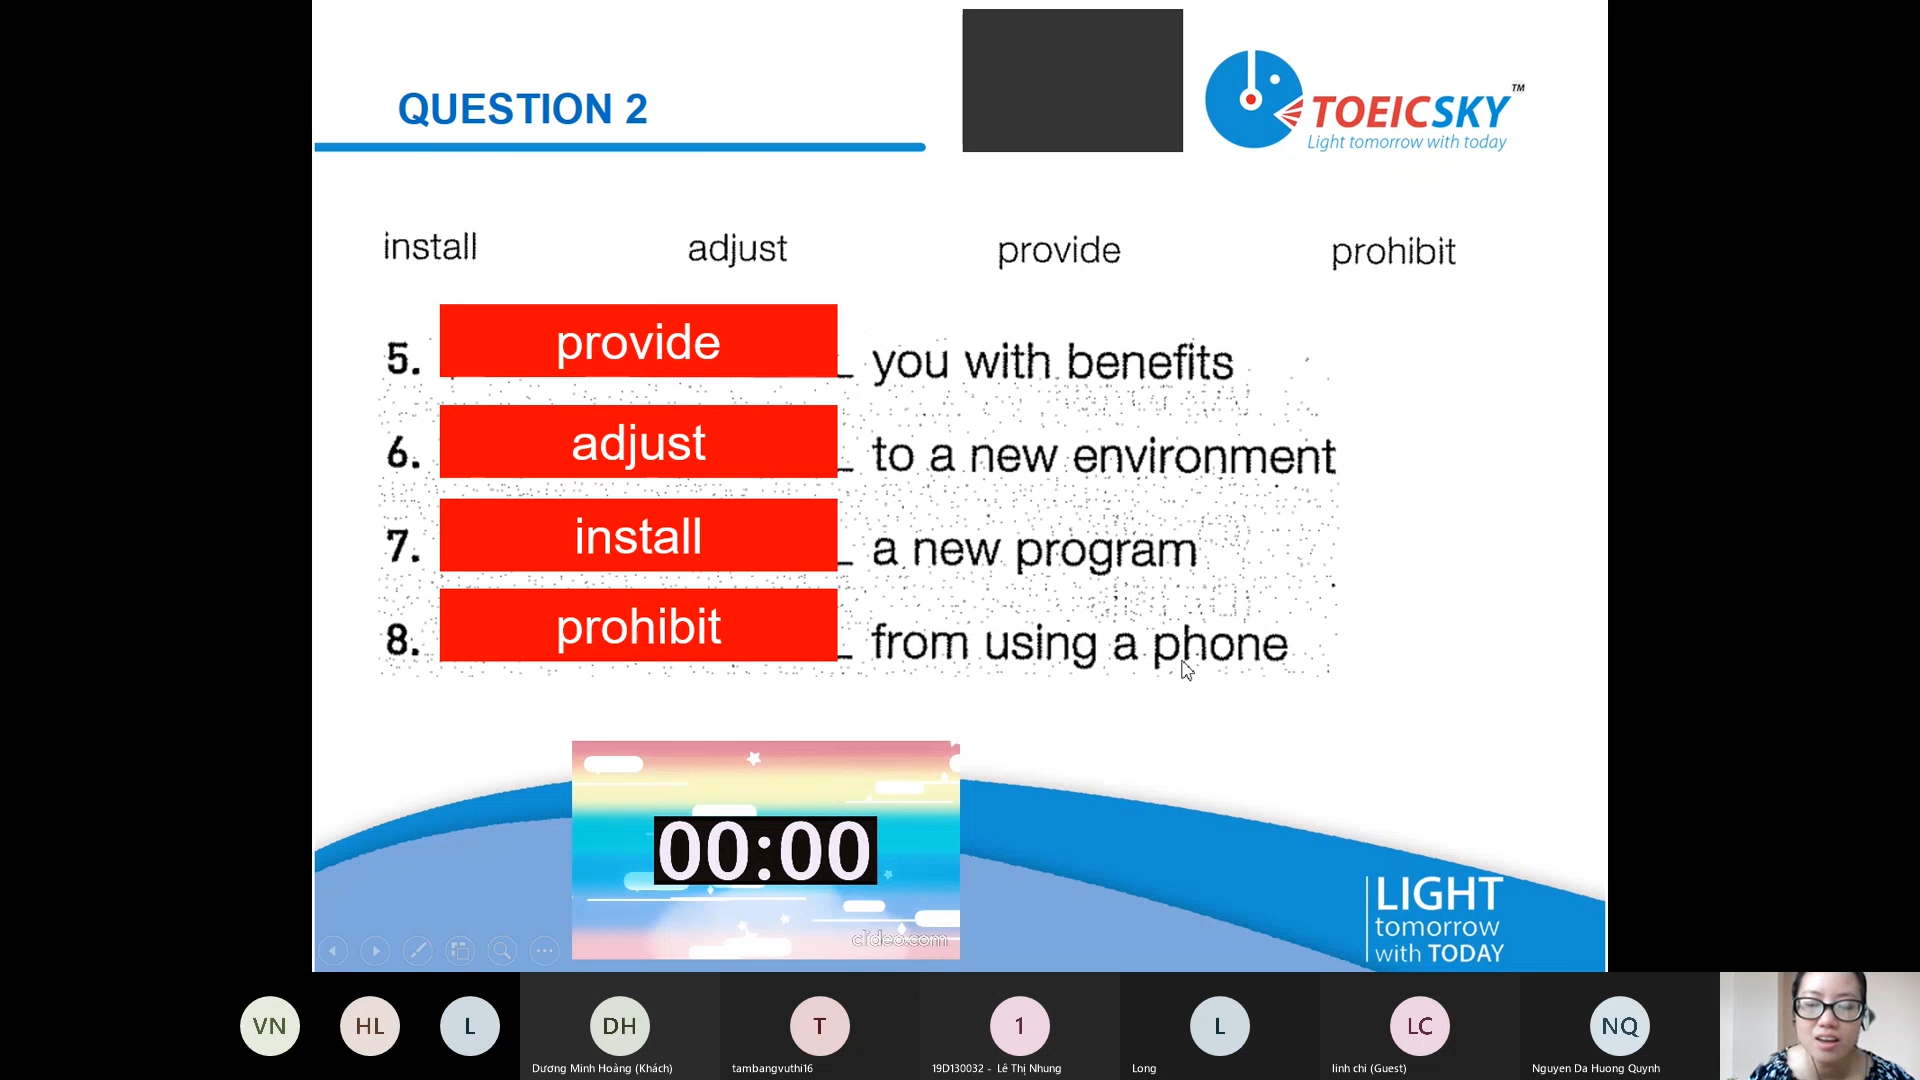 QUESTION 2
TOEICSKY™
Light tomorrow with today
install adjust provide prohibit
5. provide you with benefits
6. adjust to a new environment
7. install a new program
8. prohibit from using a phone
00:00
clideo.com
LIGHT
tomorrow
with TODAY
VN HL L DH T 1 L LC NQ
Dương Minh Hoàng (Khách) tambangvuthi16 19D130032 - Lê Thị Nhung Long linh chi (Guest) Nguyen Da Huong Quynh